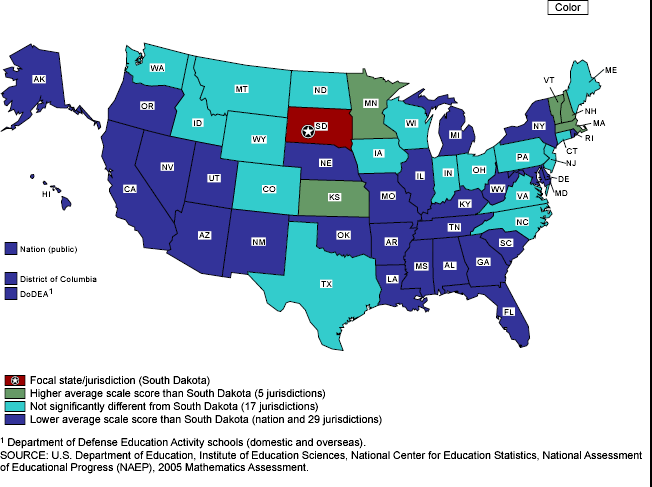 Color
AK
WA
MT
ND
MN
VT
ME
OR
ID
SD
WI
MI
NY
NH
MA
RI
WY
IA
PA
CT
NJ
NV
UT
NE
IL
IN
OH
DE
MD
HI
CA
CO
KS
MO
KY
WV
VA
AZ
NM
OK
AR
TN
NC
SC
TX
LA
MS
AL
GA
FL
Nation (public)
District of Columbia
DoDEA1
Focal state/jurisdiction (South Dakota)
Higher average scale score than South Dakota (5 jurisdictions)
Not significantly different from South Dakota (17 jurisdictions)
Lower average scale score than South Dakota (nation and 29 jurisdictions)
1 Department of Defense Education Activity schools (domestic and overseas).
SOURCE: U.S. Department of Education, Institute of Education Sciences, National Center for Education Statistics, National Assessment
of Educational Progress (NAEP), 2005 Mathematics Assessment.